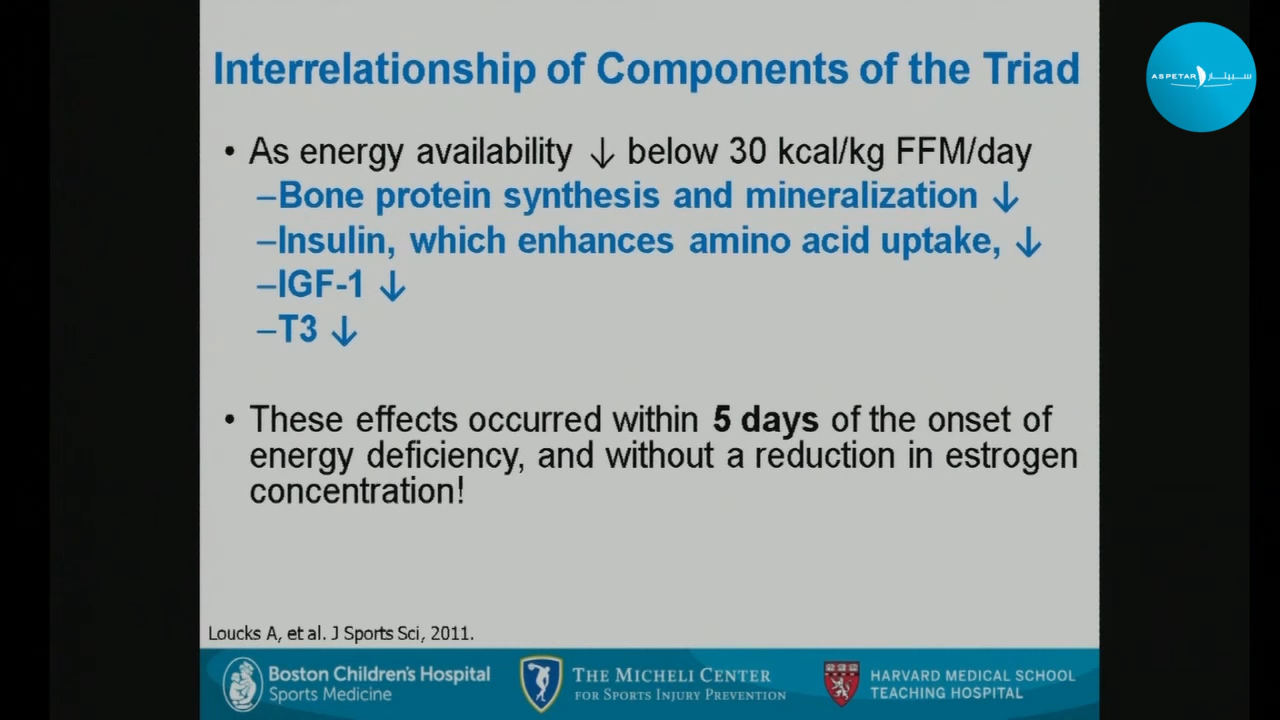 Interrelationship of Components of the Triad
ASPETAR سبيتار
• As energy availability ↓ below 30 kcal/kg FFM/day
–Bone protein synthesis and mineralization ↓
–Insulin, which enhances amino acid uptake, ↓
–IGF-1 ↓
–T3 ↓
• These effects occurred within 5 days of the onset of
energy deficiency, and without a reduction in estrogen
concentration!
Loucks A, et al. J Sports Sci, 2011.
Boston Children's Hospital
Sports Medicine
THE MICHELI CENTER
FOR SPORTS INJURY PREVENTION
HARVARD MEDICAL SCHOOL
TEACHING HOSPITAL